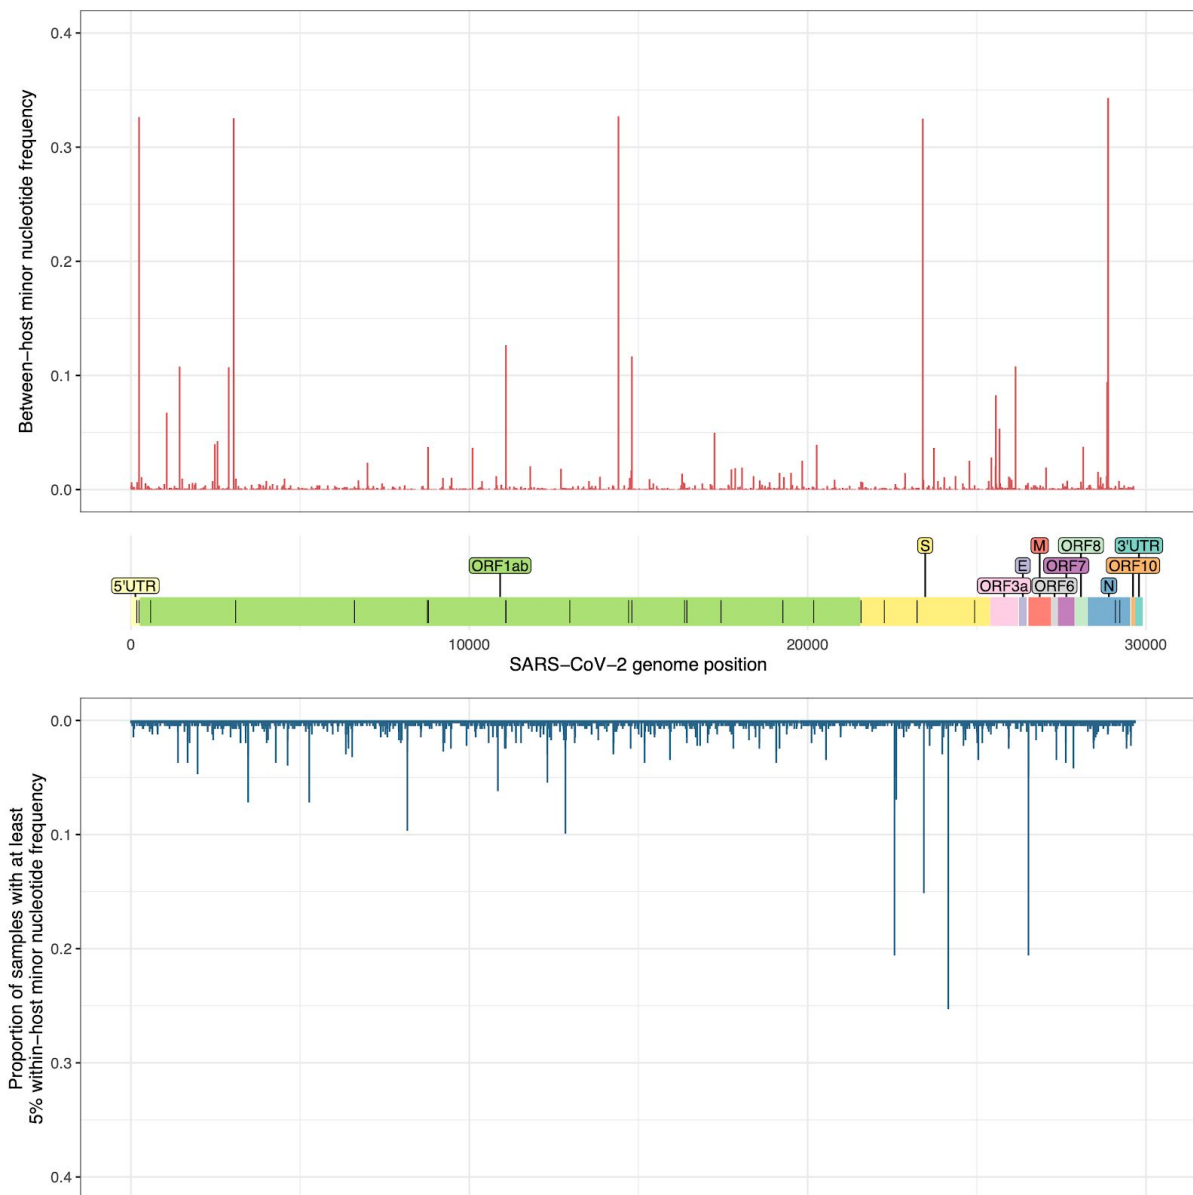 Between−host minor nucleotide frequency
0.4
0.3
0.2
0.1
0.0
S
M
ORF8
3'UTR
ORF1ab
E
ORF7
ORF10
5'UTR
ORF3a
ORF6
N
0
10000
20000
30000
SARS−CoV−2 genome position
Proportion of samples with at least
5% within−host minor nucleotide frequency
0.0
0.1
0.2
0.3
0.4